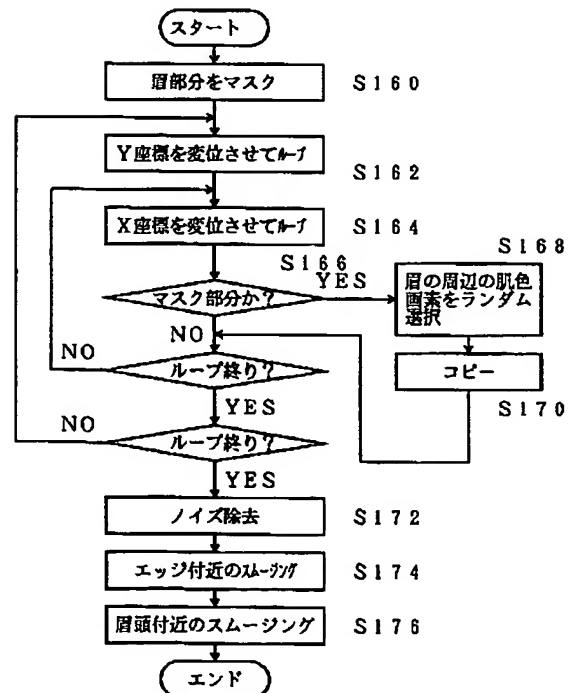 スタート
眉部分をマスク S160
Y座標を変位させてループ
S162
X座標を変位させてループ S164
S166
S168
YES
眉の周辺の肌色
画素をランダム
選択
マスク部分か?
NO
NO
ループ終り?
コピー
YES
S170
NO
ループ終り?
YES
ノイズ除去 S172
エッジ付近のスムージング S174
眉頭付近のスムージング S176
エンド